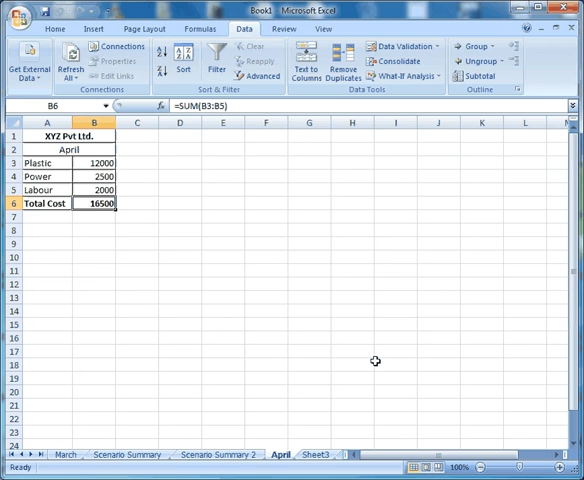 Book1 - Microsoft Excel
Home Insert Page Layout Formulas Data Review View
Get External Data
Refresh All
Connections
Properties
Edit Links
Connections
Sort
Filter
Clear
Reapply
Advanced
Sort & Filter
Text to Columns
Remove Duplicates
Data Validation
Consolidate
What-If Analysis
Data Tools
Group
Ungroup
Subtotal
Outline
B6 fx =SUM(B3:B5)
A B C D E F G H I J K L M
1 XYZ Pvt Ltd.
2 April
3 Plastic 12000
4 Power 2500
5 Labour 2000
6 Total Cost 16500
7
8
9
10
11
12
13
14
15
16
17
18
19
20
21
22
23
24
March Scenario Summary Scenario Summary 2 April Sheet3
Ready 100%